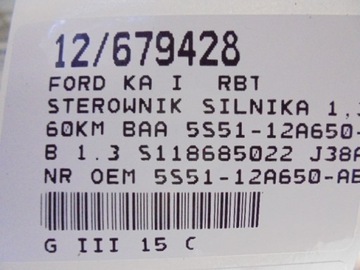 12/679428
FORD KA I RBT
STEROWNIK SILNIKA 1,
60KM BAA 5S51-12A650-
B 1.3 S118685022 J38A
NR OEM 5S51-12A650-AB
G III 15 C